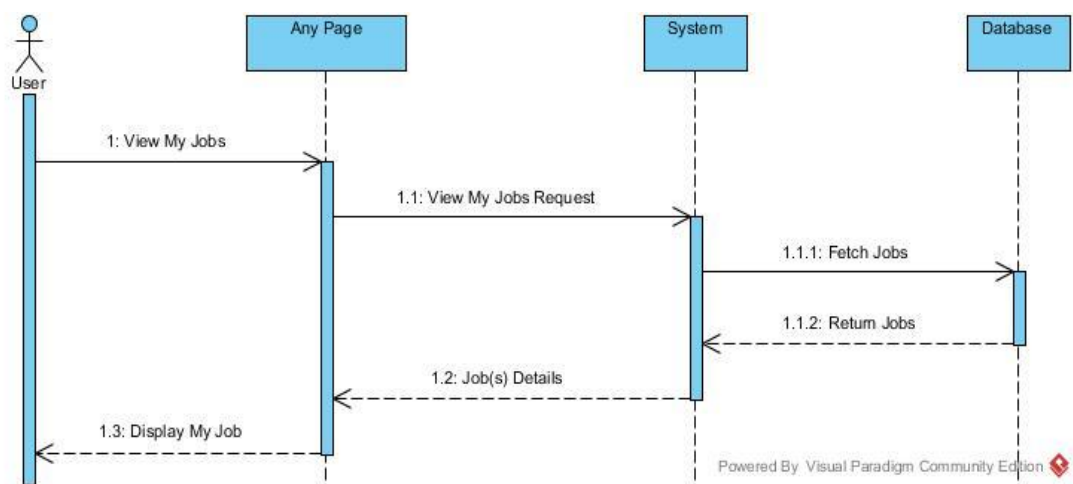 Any Page
System
Database
User
1: View My Jobs
1.1: View My Jobs Request
1.1.1: Fetch Jobs
1.1.2: Return Jobs
1.2: Job(s) Details
1.3: Display My Job
Powered By Visual Paradigm Community Edition